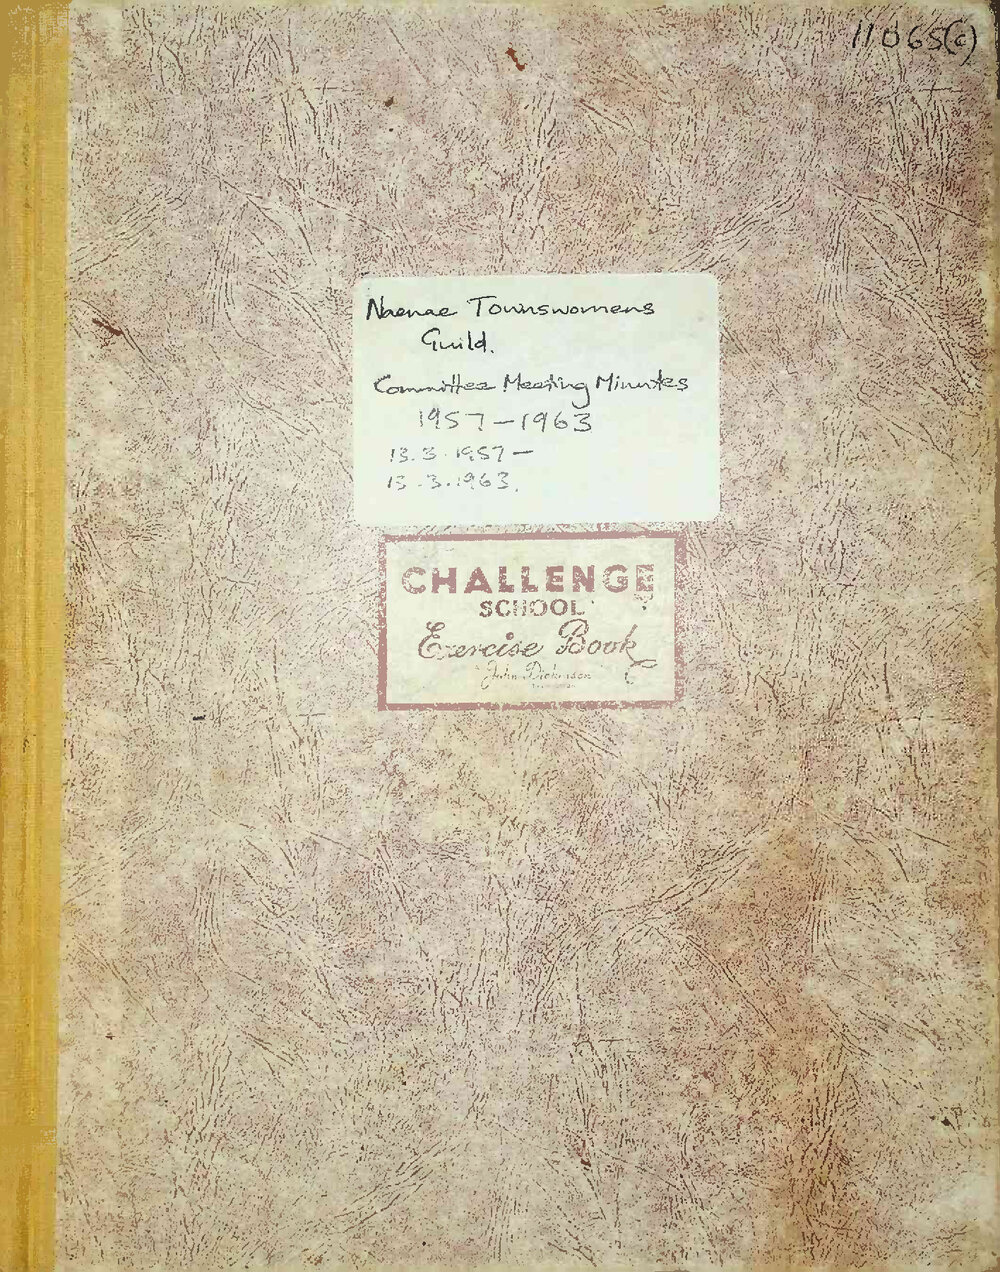 11065(c)
Naenae Townswomens
Guild.
Committee Meeting Minutes
1957-1963
13.3.1957-
13.3.1963.
CHALLENGE
SCHOOL
Exercise Book
John Dickinson